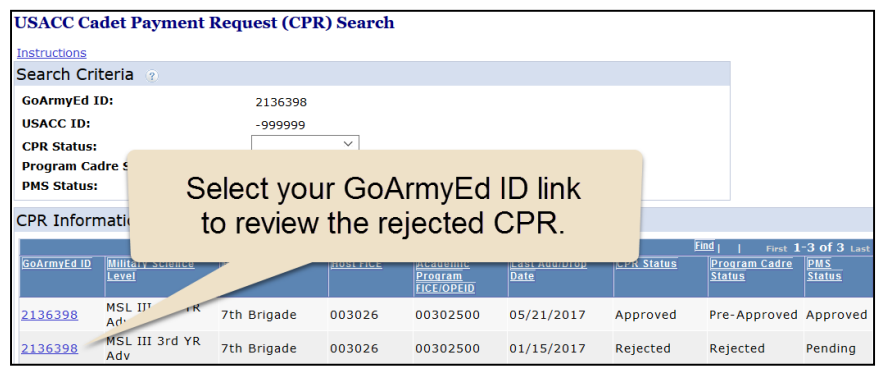 USACC Cadet Payment Request (CPR) Search
Instructions
Search Criteria ?
GoArmyEd ID: 2136398
USACC ID: -999999
CPR Status:
Program Cadre S
PMS Status:
Select your GoArmyEd ID link
to review the rejected CPR.
CPR Informati
Find | | First 1-3 of 3 Last
GoArmyEd ID Military Science Host FICE Academic Last Add/Drop CPR Status Program Cadre PMS
Level Program Date Status Status
FICE/OPEID
2136398 MSL III YR 7th Brigade 003026 00302500 05/21/2017 Approved Pre-Approved Approved
Adv
2136398 MSL III 3rd YR 7th Brigade 003026 00302500 01/15/2017 Rejected Rejected Pending
Adv